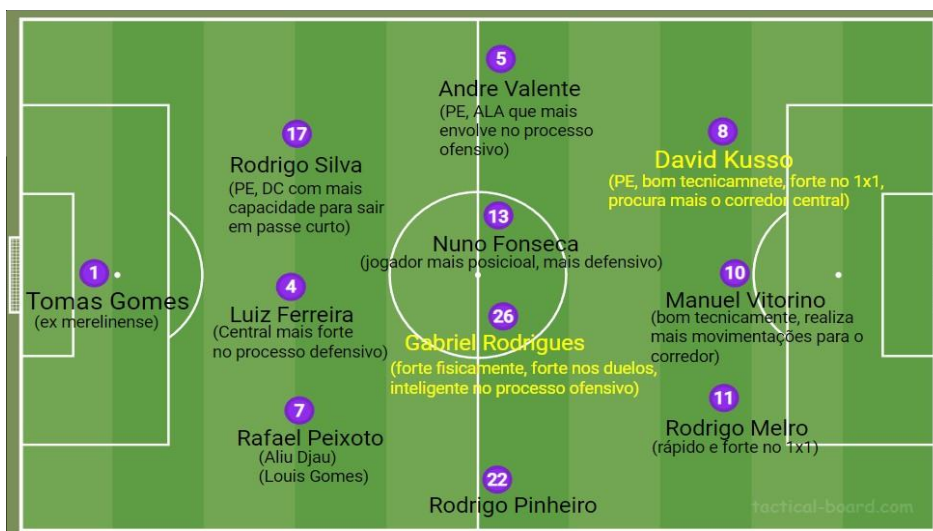 1
Tomas Gomes
(ex merelinense)
17
Rodrigo Silva
(PE, DC com mais
capacidade para sair
em passe curto)
4
Luiz Ferreira
(Central mais forte
no processo defensivo)
7
Rafael Peixoto
(Aliu Djau)
(Louis Gomes)
5
Andre Valente
(PE, ALA que mais
envolve no processo
ofensivo)
13
Nuno Fonseca
(jogador mais posicioal, mais defensivo)
26
Gabriel Rodrigues
(forte fisicamente, forte nos duelos,
inteligente no processo ofensivo)
22
Rodrigo Pinheiro
8
David Kusso
(PE, bom tecnicamnete, forte no 1x1,
procura mais o corredor central)
10
Manuel Vitorino
(bom tecnicamente, realiza
mais movimentações para o
corredor)
11
Rodrigo Melro
(rápido e forte no 1x1)
tactical-board.com